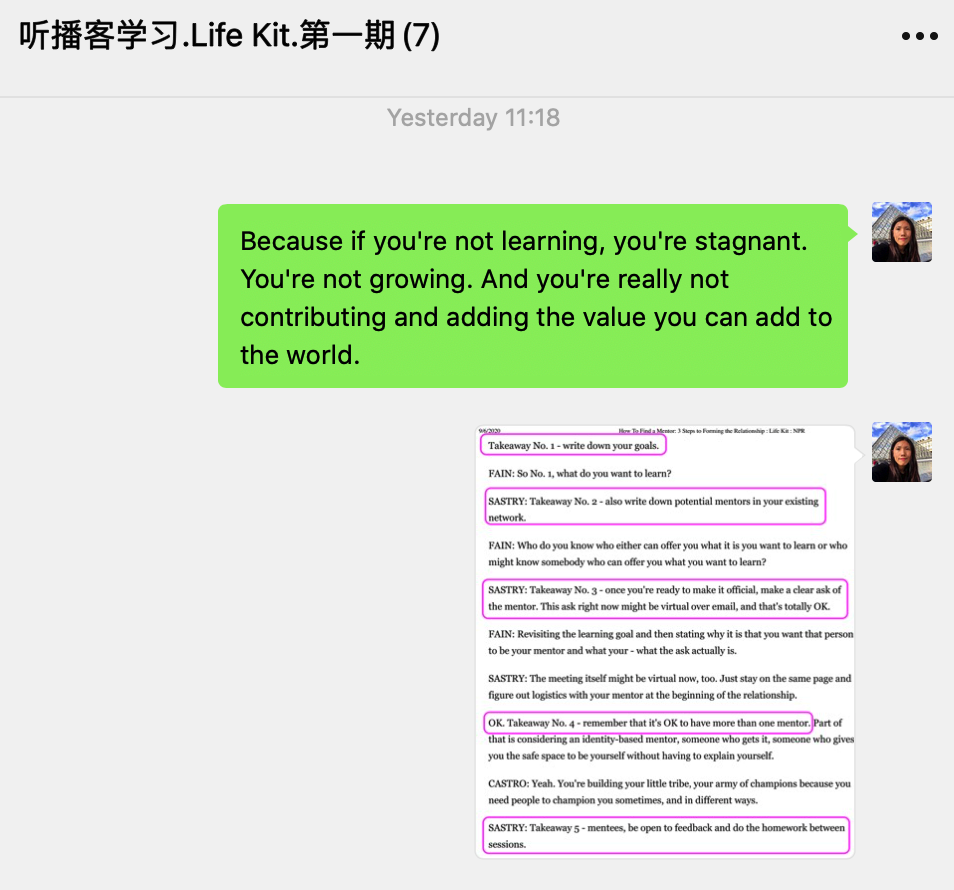 听播客学习.Life Kit.第一期 (7)
Yesterday 11:18
Because if you're not learning, you're stagnant.
You're not growing. And you're really not
contributing and adding the value you can add to
the world.
9/6/2020 How To Find a Mentor: 3 Steps to Forming the Relationship : Life Kit : NPR
Takeaway No. 1 - write down your goals.
FAIN: So No. 1, what do you want to learn?
SASTRY: Takeaway No. 2 - also write down potential mentors in your existing
network.
FAIN: Who do you know who either can offer you what it is you want to learn or who
might know somebody who can offer you what you want to learn?
SASTRY: Takeaway No. 3 - once you're ready to make it official, make a clear ask of
the mentor. This ask right now might be virtual over email, and that's totally OK.
FAIN: Revisiting the learning goal and then stating why it is that you want that person
to be your mentor and what your - what the ask actually is.
SASTRY: The meeting itself might be virtual now, too. Just stay on the same page and
figure out logistics with your mentor at the beginning of the relationship.
OK. Takeaway No. 4 - remember that it's OK to have more than one mentor. Part of
that is considering an identity-based mentor, someone who gets it, someone who gives
you the safe space to be yourself without having to explain yourself.
CASTRO: Yeah. You're building your little tribe, your army of champions because you
need people to champion you sometimes, and in different ways.
SASTRY: Takeaway 5 - mentees, be open to feedback and do the homework between
sessions.